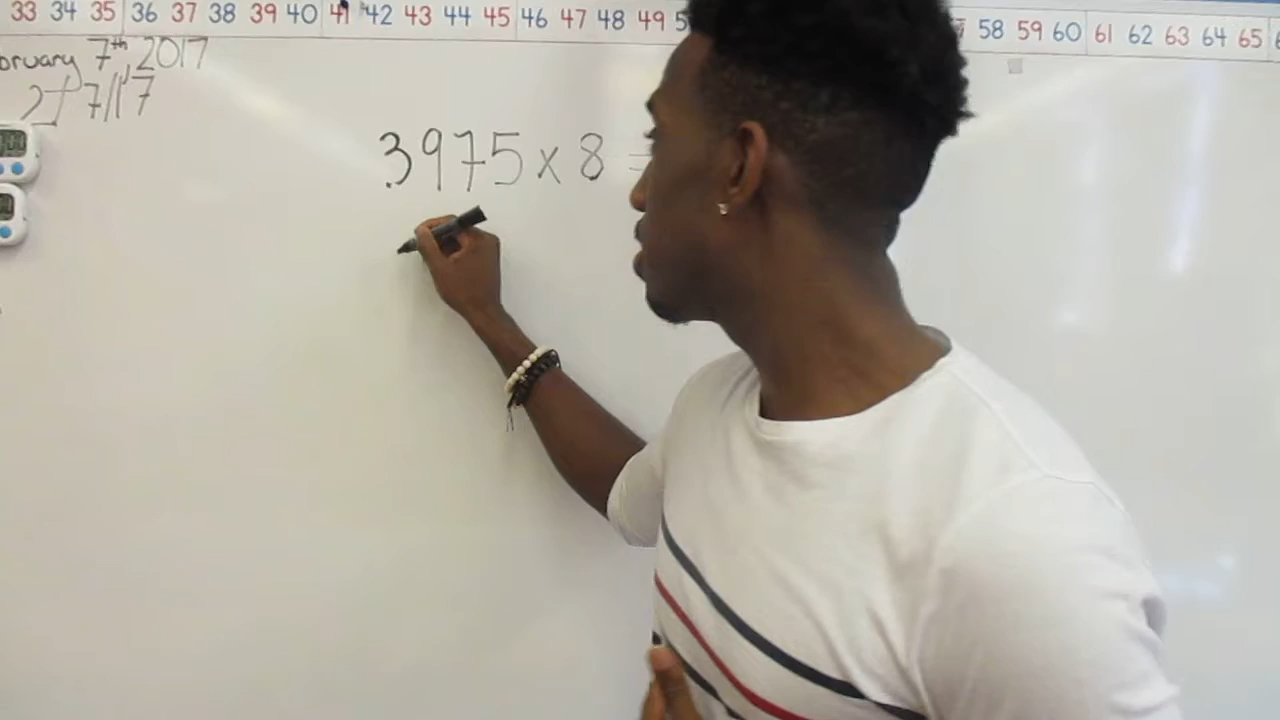 33 34 35 36 37 38 39 40 41 42 43 44 45 46 47 48 49 58 59 60 61 62 63 64 65
7th, 2017
2/7/17
3975 x 8 =